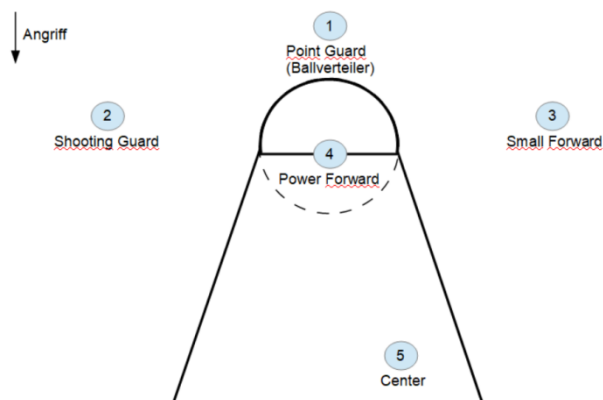 Angriff
1
Point Guard
(Ballverteiler)
2
Shooting Guard
3
Small Forward
4
Power Forward
5
Center